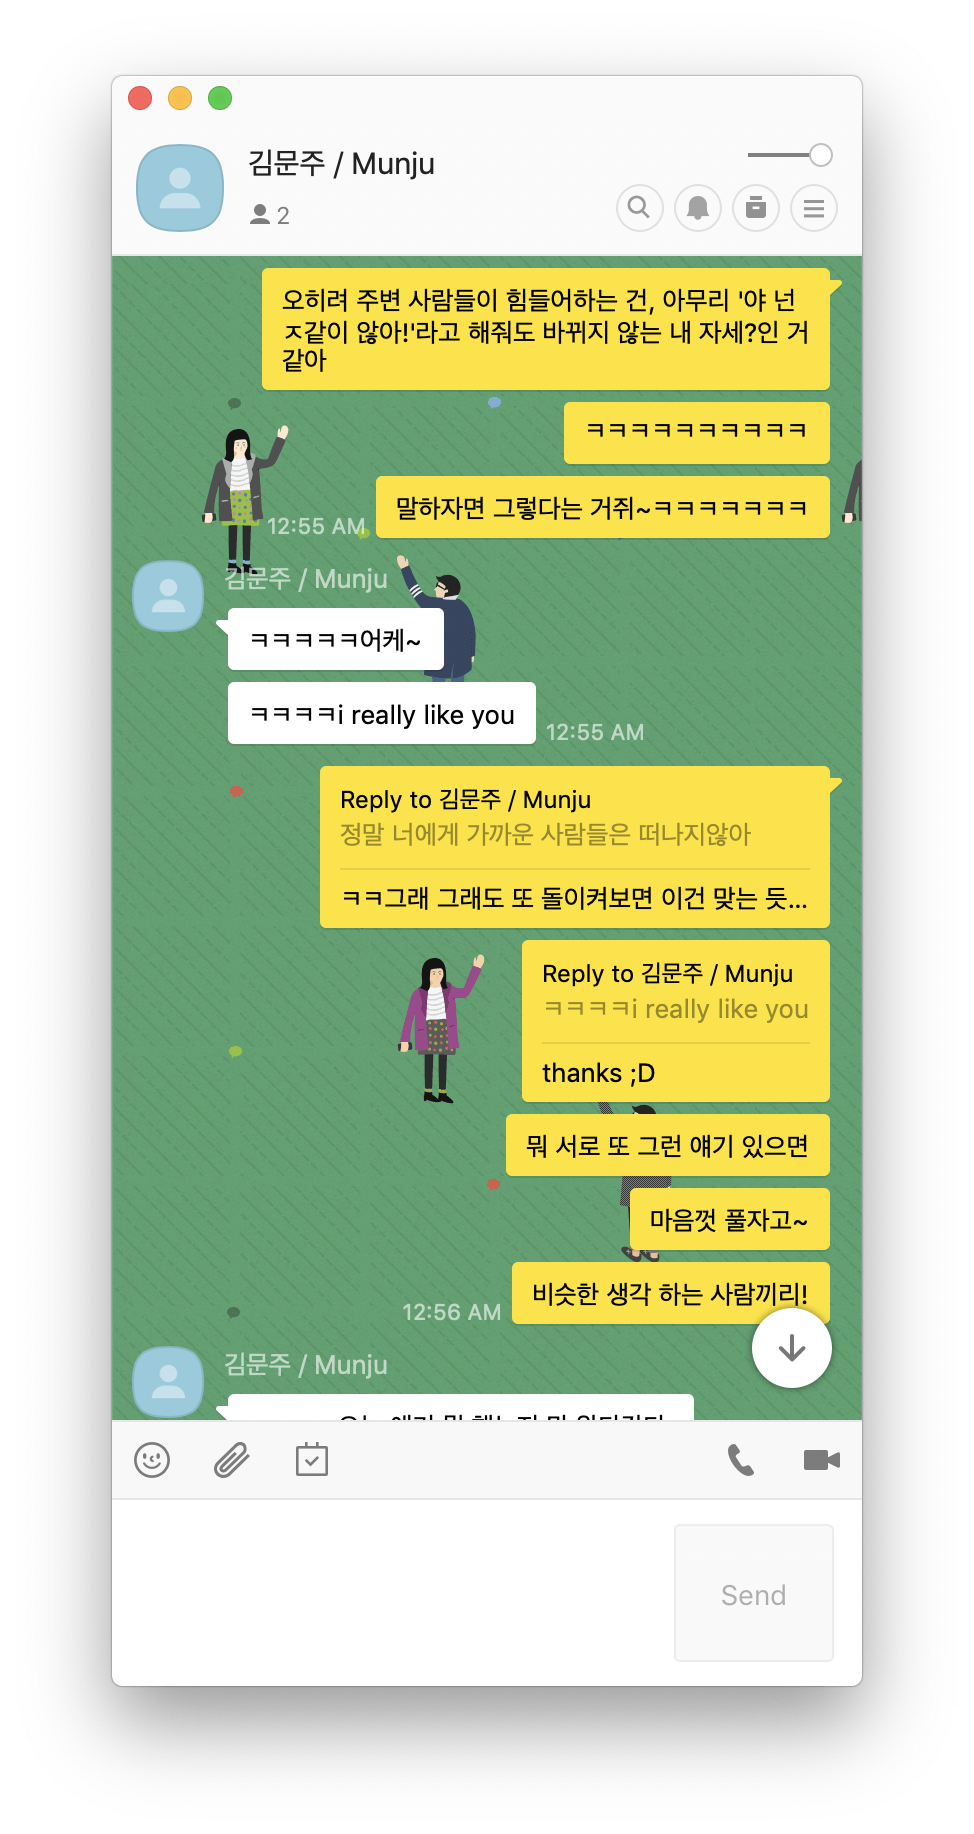 김문주 / Munju
2
오히려 주변 사람들이 힘들어하는 건, 아무리 '야 넌
ㅈ같이 않아!'라고 해줘도 바뀌지 않는 내 자세?인 거
같아
ㅋㅋㅋㅋㅋㅋㅋㅋㅋㅋ
말하자면 그렇다는 거쥐~ㅋㅋㅋㅋㅋㅋㅋ
12:55 AM
김문주 / Munju
ㅋㅋㅋㅋㅋ어케~
ㅋㅋㅋㅋi really like you
12:55 AM
Reply to 김문주 / Munju
정말 너에게 가까운 사람들은 떠나지않아
ㅋㅋ그래 그래도 또 돌이켜보면 이건 맞는 듯...
Reply to 김문주 / Munju
ㅋㅋㅋㅋi really like you
thanks ;D
뭐 서로 또 그런 얘기 있으면
마음껏 풀자고~
비슷한 생각 하는 사람끼리!
12:56 AM
김문주 / Munju
Send